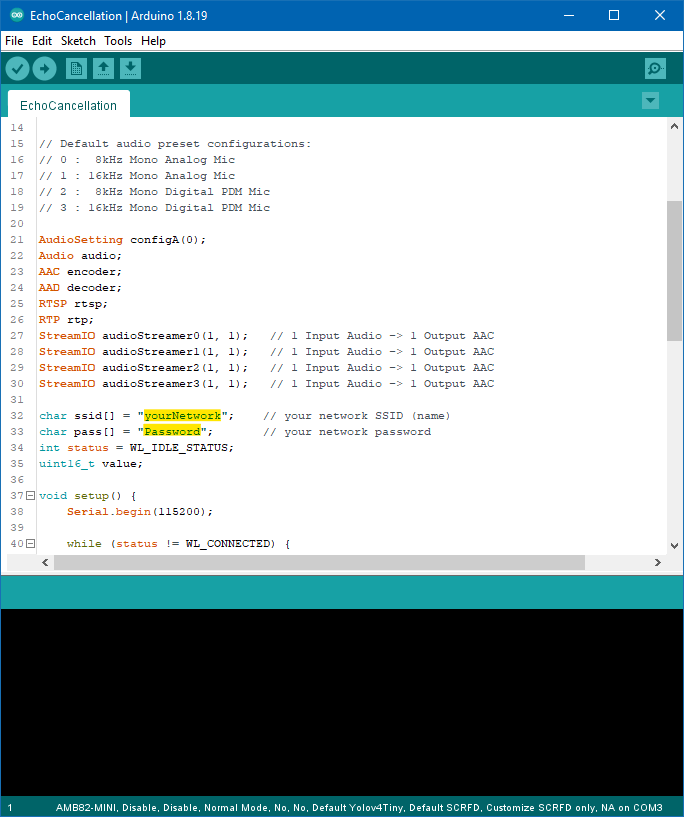 EchoCancellation | Arduino 1.8.19
File Edit Sketch Tools Help
EchoCancellation
14
15 // Default audio preset configurations:
16 // 0 :  8kHz Mono Analog Mic
17 // 1 : 16kHz Mono Analog Mic
18 // 2 :  8kHz Mono Digital PDM Mic
19 // 3 : 16kHz Mono Digital PDM Mic
20
21 AudioSetting configA(0);
22 Audio audio;
23 AAC encoder;
24 AAD decoder;
25 RTSP rtsp;
26 RTP rtp;
27 StreamIO audioStreamer0(1, 1);   // 1 Input Audio -> 1 Output AAC
28 StreamIO audioStreamer1(1, 1);   // 1 Input Audio -> 1 Output AAC
29 StreamIO audioStreamer2(1, 1);   // 1 Input Audio -> 1 Output AAC
30 StreamIO audioStreamer3(1, 1);   // 1 Input Audio -> 1 Output AAC
31
32 char ssid[] = "yourNetwork";    // your network SSID (name)
33 char pass[] = "Password";       // your network password
34 int status = WL_IDLE_STATUS;
35 uint16_t value;
36
37 void setup() {
38     Serial.begin(115200);
39
40     while (status != WL_CONNECTED) {
1 AMB82-MINI, Disable, Disable, Normal Mode, No, No, Default Yolov4Tiny, Default SCRFD, Customize SCRFD only, NA on COM3